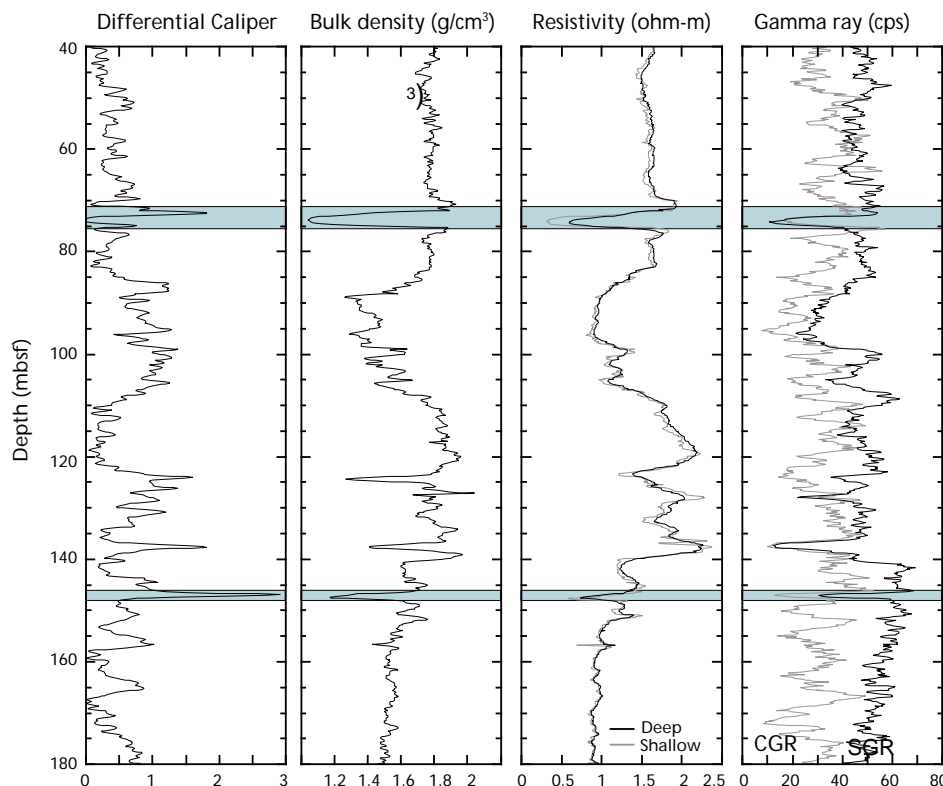 Differential Caliper
Bulk density (g/cm³)
Resistivity (ohm-m)
Gamma ray (cps)
3)
Depth (mbsf)
40
60
80
100
120
140
160
180
Deep
Shallow
CGR
SGR
0 1 2 3
1.2 1.4 1.6 1.8 2
0 0.5 1 1.5 2 2.5
0 20 40 60 80